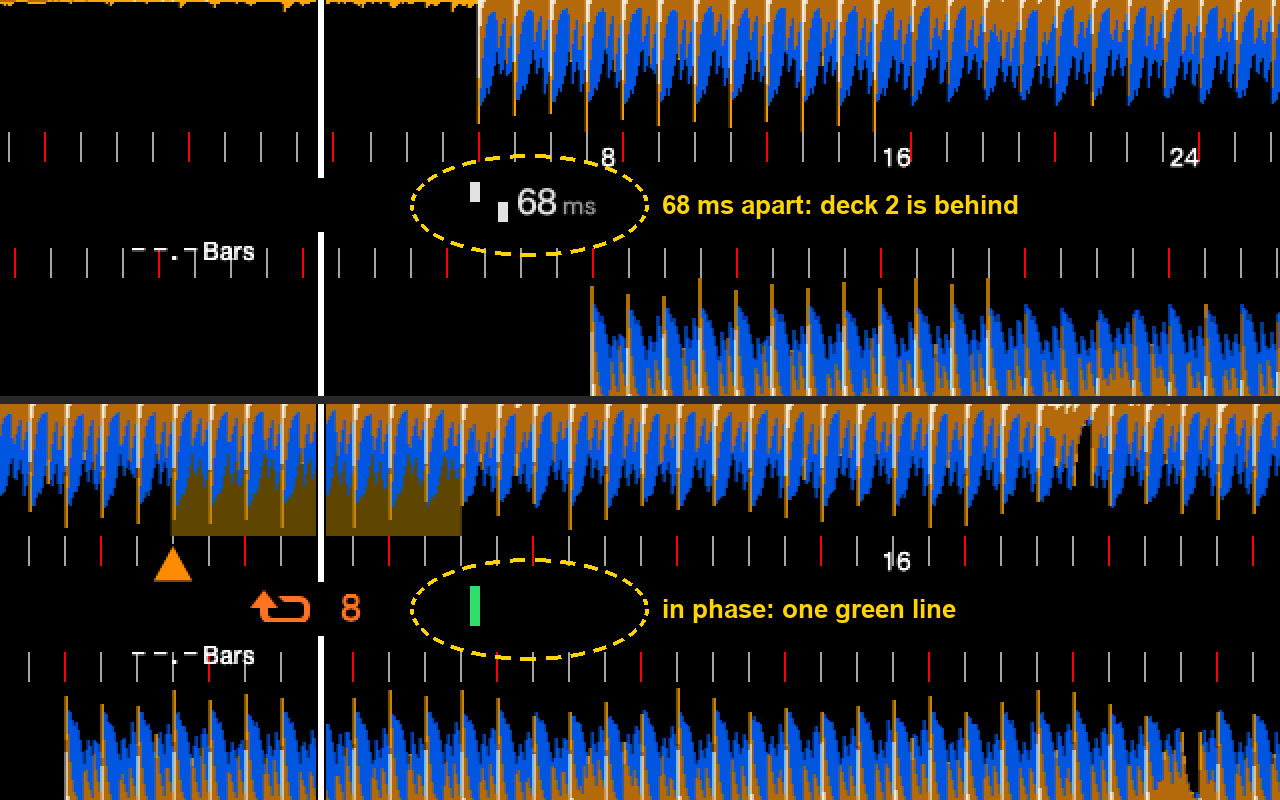 8 16 24
68 ms 68 ms apart: deck 2 is behind
– –.– Bars
16
8 in phase: one green line
– –.– Bars